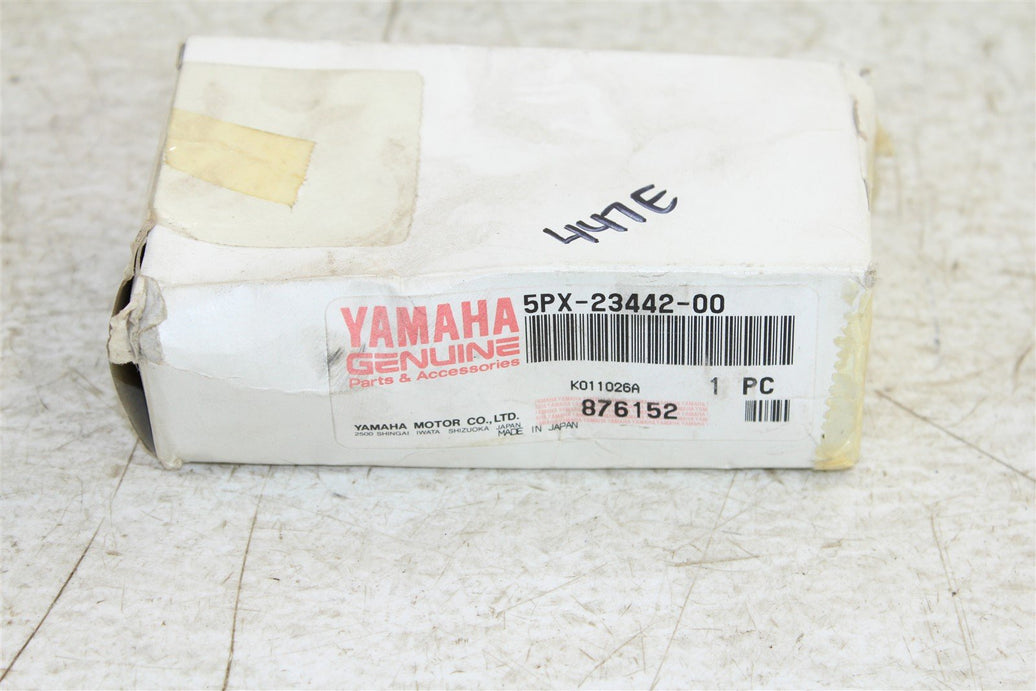 447E
YAMAHA
GENUINE
Parts & Accessories
5PX-23442-00
K011026A
1 PC
876152
YAMAHA MOTOR CO., LTD.
2500 SHINGAI IWATA SHIZUOKA JAPAN
MADE IN JAPAN